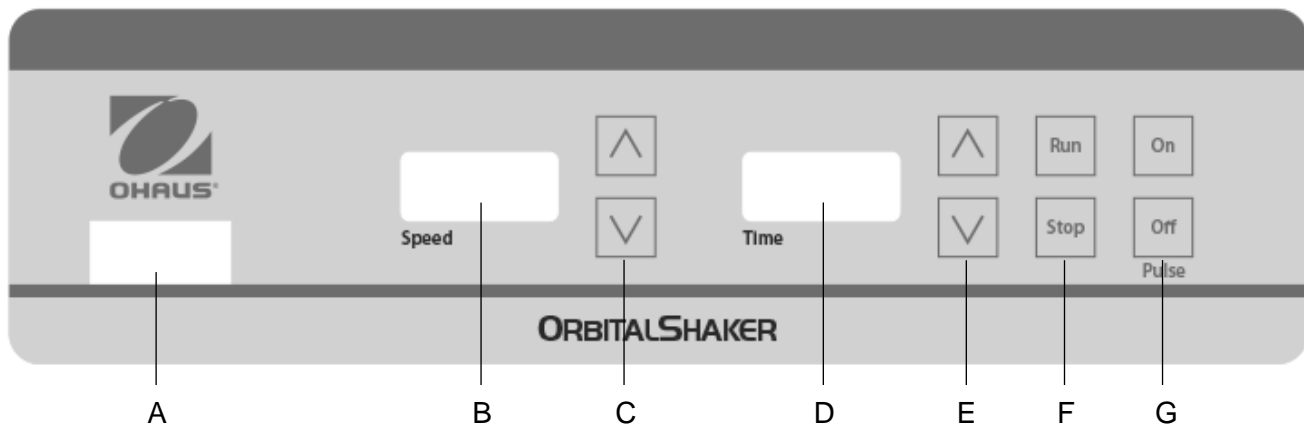 OHAUS®
Speed
Time
Run
On
Stop
Off
Pulse
ORBITALSHAKER
A B C D E F G